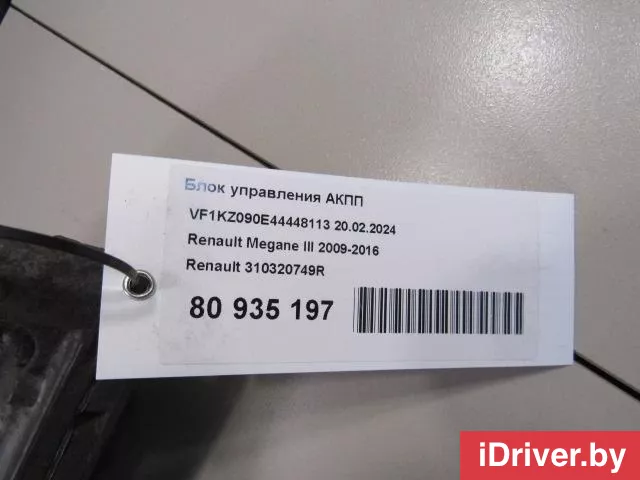 Блок управления АКПП
VF1KZ090E44448113 20.02.2024
Renault Megane III 2009-2016
Renault 310320749R
80 935 197
iDriver.by